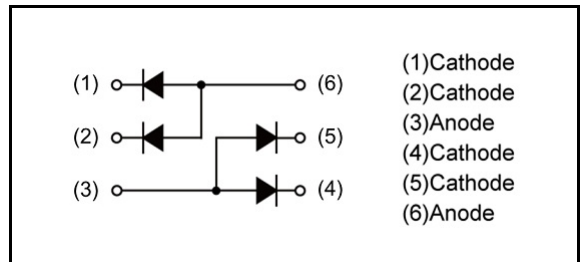 (1) (6)
(2) (5)
(3) (4)
(1)Cathode
(2)Cathode
(3)Anode
(4)Cathode
(5)Cathode
(6)Anode